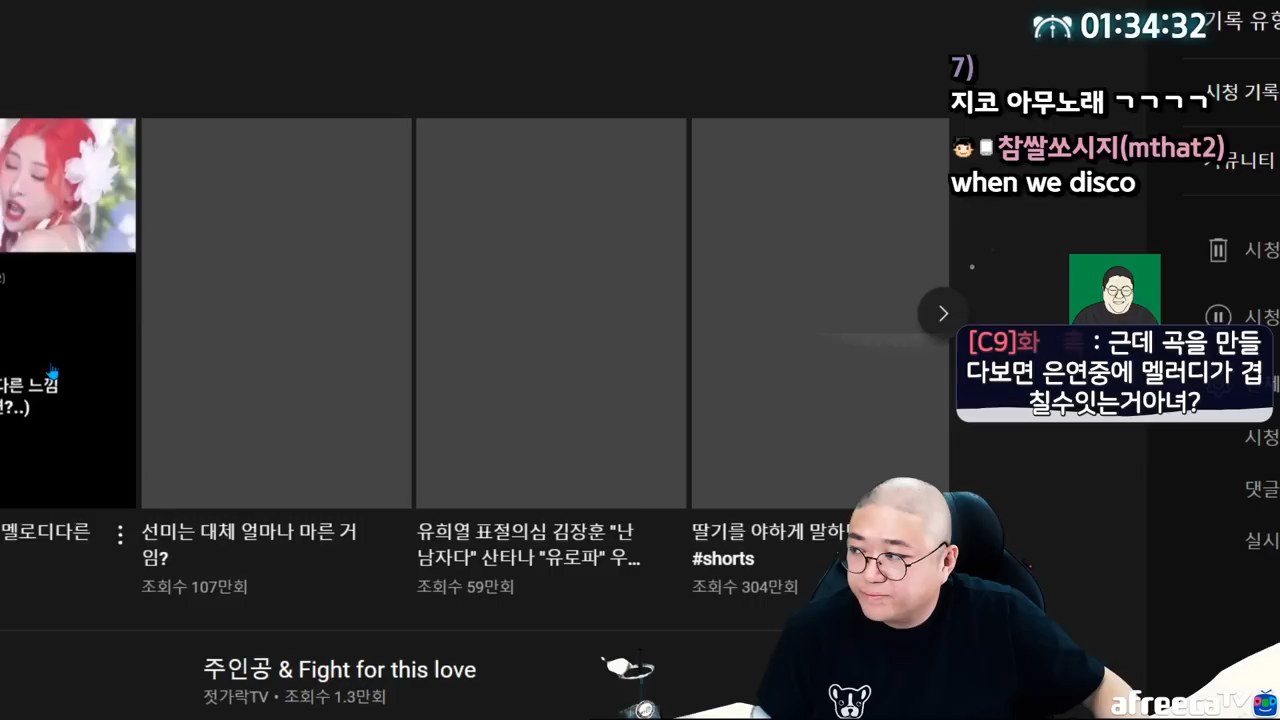 01:34:32
기록 유형
7)
지코 아무노래 ㄱㄱㄱㄱ
시청 기록
참쌀쏘시지(mthat2)
when we disco
커뮤니티
시청
시청
[C9]화 : 근데 곡을 만들
다보면 은연중에 멜러디가 겹
칠수잇는거아녀?
다른 느낌
년?..)
시청
댓글
실시
멜로디다른
선미는 대체 얼마나 마른 거
임?
조회수 107만회
유희열 표절의심 김장훈 "난
남자다" 산타나 "유로파" 우...
조회수 59만회
딸기를 야하게 말하
#shorts
조회수 304만회
주인공 & Fight for this love
젓가락TV • 조회수 1.3만회
afreecaTV